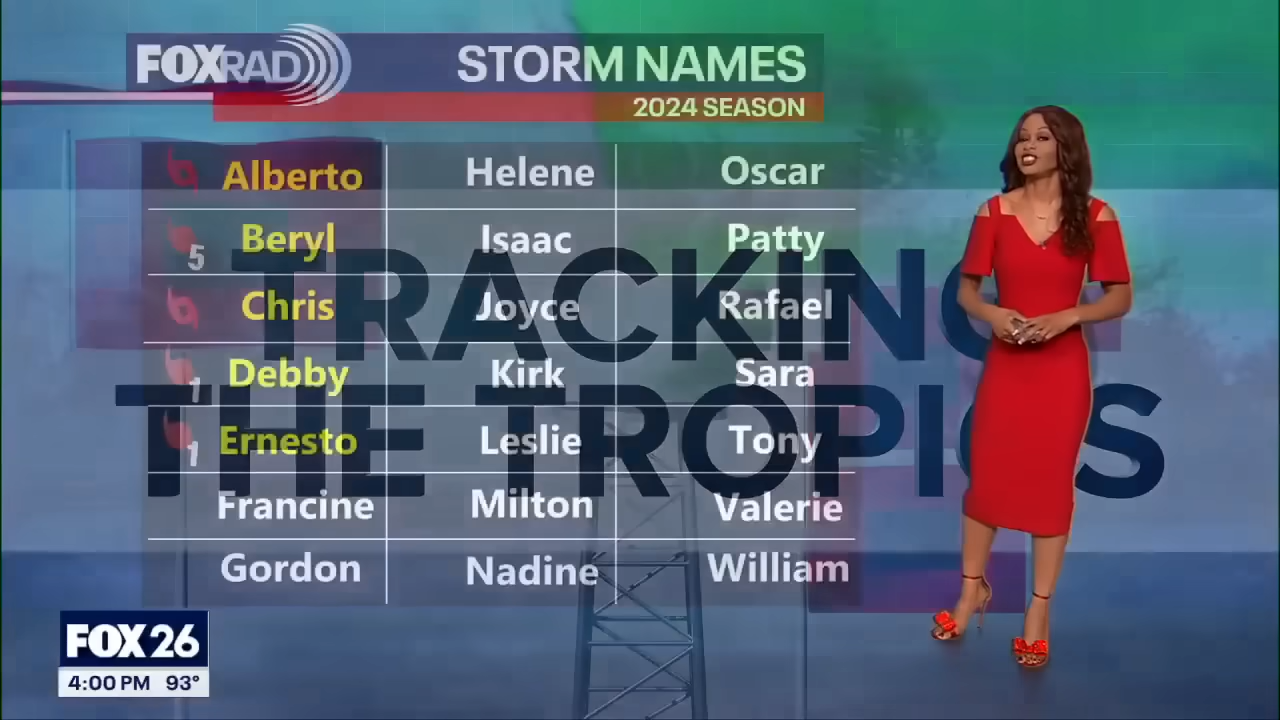 FOXRAD
STORM NAMES
2024 SEASON
Alberto Helene Oscar
5 Beryl Isaac Patty
Chris Joyce Rafael
1 Debby Kirk Sara
1 Ernesto Leslie Tony
Francine Milton Valerie
Gordon Nadine William
TRACKING
THE TROPICS
FOX 26
4:00 PM 93°